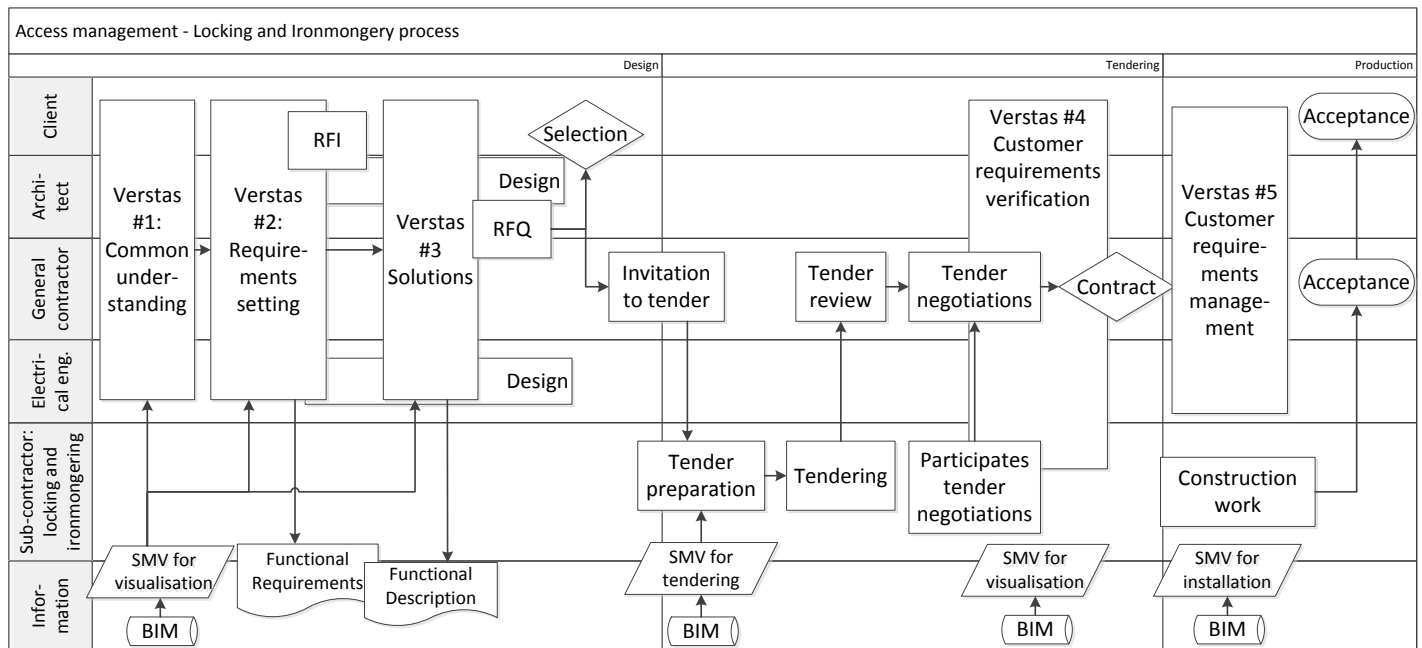 Access management - Locking and Ironmongery process
Design
Tendering
Production
Client
Archi-
tect
General
contractor
Electri-
cal eng.
Sub-contractor:
locking and
ironmongering
Infor-
mation
Verstas
#1:
Common
under-
standing
Verstas
#2:
Require-
ments
setting
RFI
Verstas
#3
Solutions
Design
RFQ
Design
Selection
Invitation
to tender
Tender
review
Tender
negotiations
Verstas #4
Customer
requirements
verification
Contract
Verstas #5
Customer
require-
ments
manage-
ment
Acceptance
Acceptance
Tender
preparation
Tendering
Participates
tender
negotiations
Construction
work
SMV for
visualisation
BIM
Functional
Requirements
Functional
Description
SMV for
tendering
BIM
SMV for
visualisation
BIM
SMV for
installation
BIM